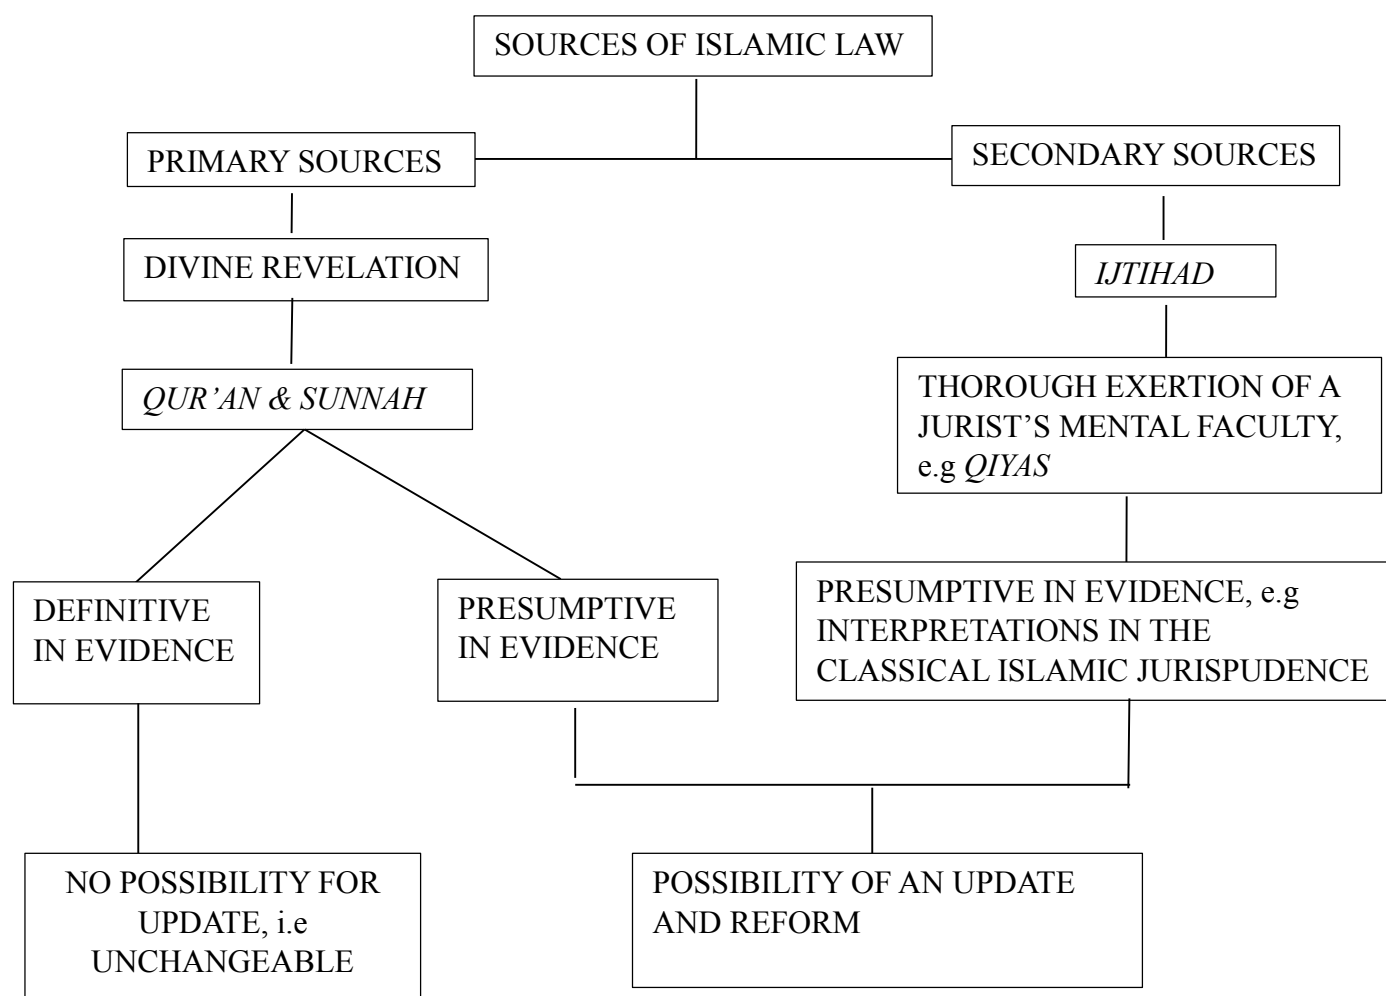 SOURCES OF ISLAMIC LAW
PRIMARY SOURCES
SECONDARY SOURCES
DIVINE REVELATION
IJTIHAD
QUR’AN & SUNNAH
THOROUGH EXERTION OF A
JURIST’S MENTAL FACULTY,
e.g QIYAS
DEFINITIVE
IN EVIDENCE
PRESUMPTIVE
IN EVIDENCE
PRESUMPTIVE IN EVIDENCE, e.g
INTERPRETATIONS IN THE
CLASSICAL ISLAMIC JURISPUDENCE
NO POSSIBILITY FOR
UPDATE, i.e
UNCHANGEABLE
POSSIBILITY OF AN UPDATE
AND REFORM